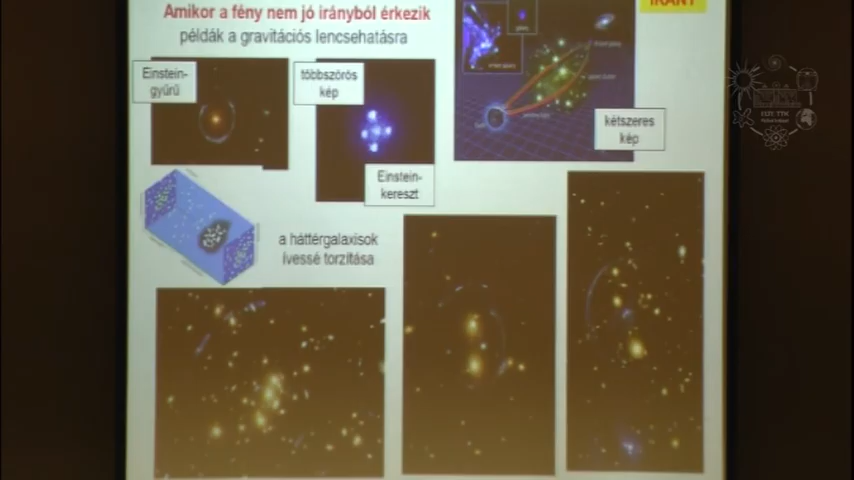 Amikor a fény nem jó irányból érkezik
IRÁNY
példák a gravitációs lencsehatásra
Einstein-
gyűrű
többszörös
kép
kétszeres
kép
Einstein-
kereszt
a háttérgalaxisok
ívessé torzítása